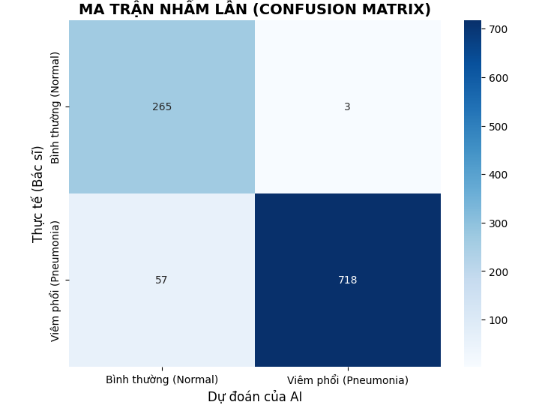 MA TRẬN NHẦM LẪN (CONFUSION MATRIX)
Thực tế (Bác sĩ)
Bình thường (Normal)
265
3
Viêm phổi (Pneumonia)
57
718
Bình thường (Normal)
Viêm phổi (Pneumonia)
Dự đoán của AI
700
600
500
400
300
200
100